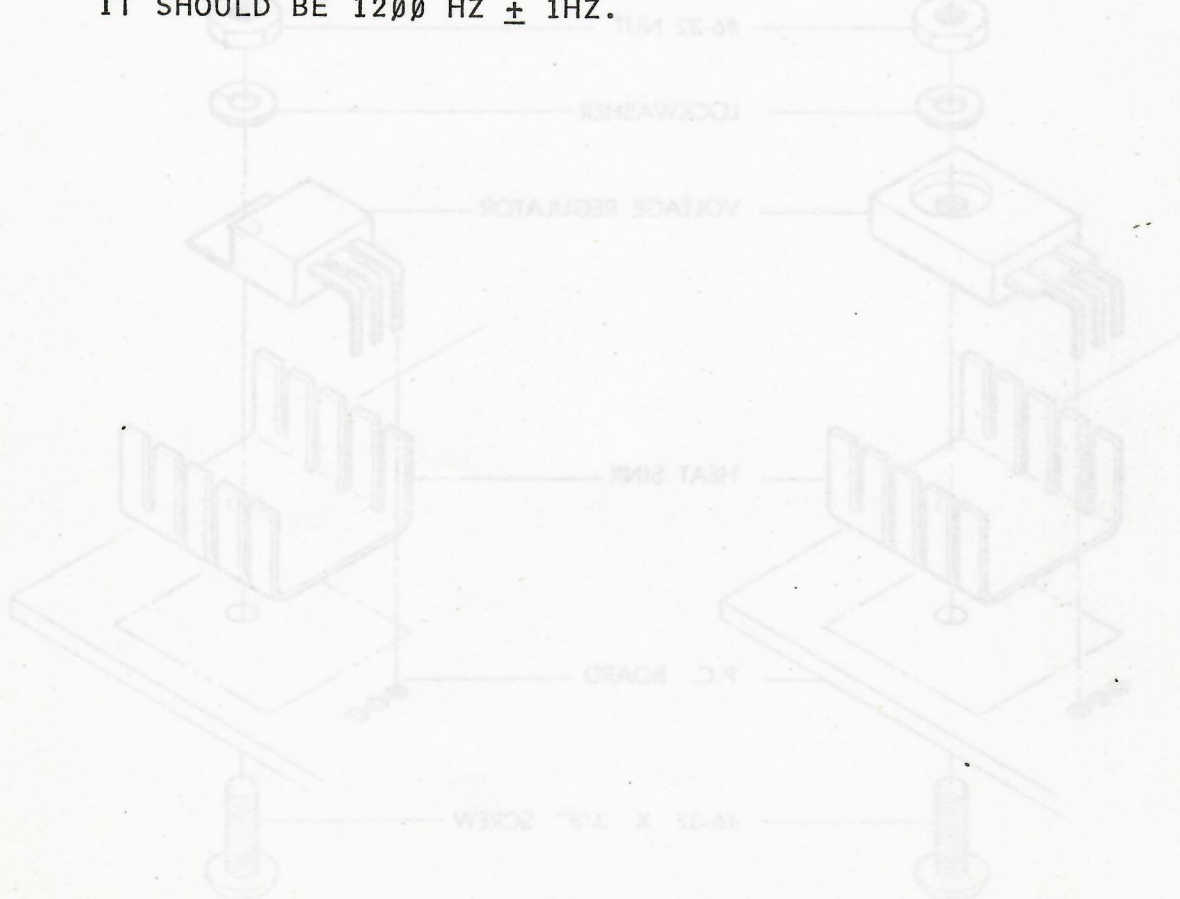 IT SHOULD BE 12øø HZ ± 1HZ.
#6-32 NUT
LOCKWASHER
VOLTAGE REGULATOR
HEAT SINK
P.C. BOARD
#6-32 X 3/8" SCREW